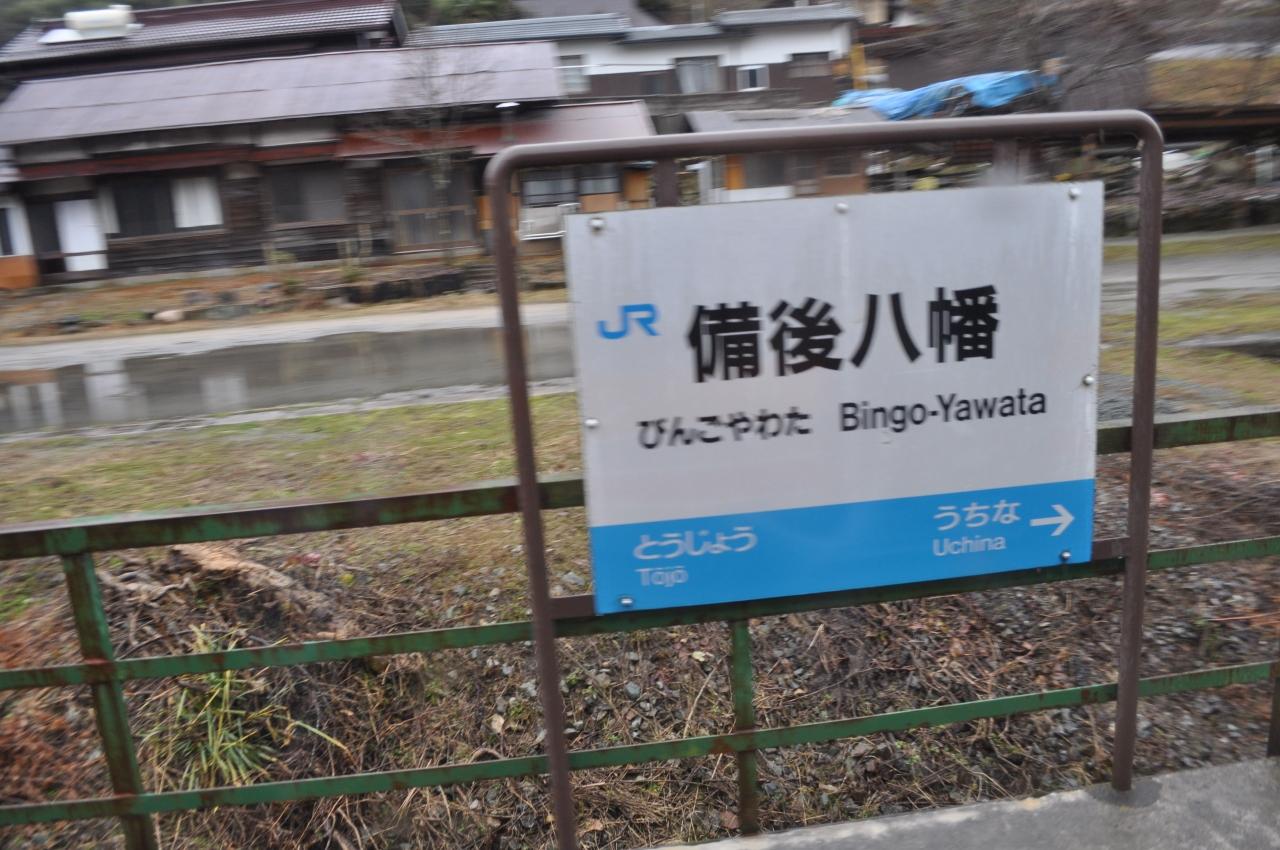 JR 備後八幡
びんごやわた Bingo-Yawata
とうじょう うちな →
Tōjō Uchina